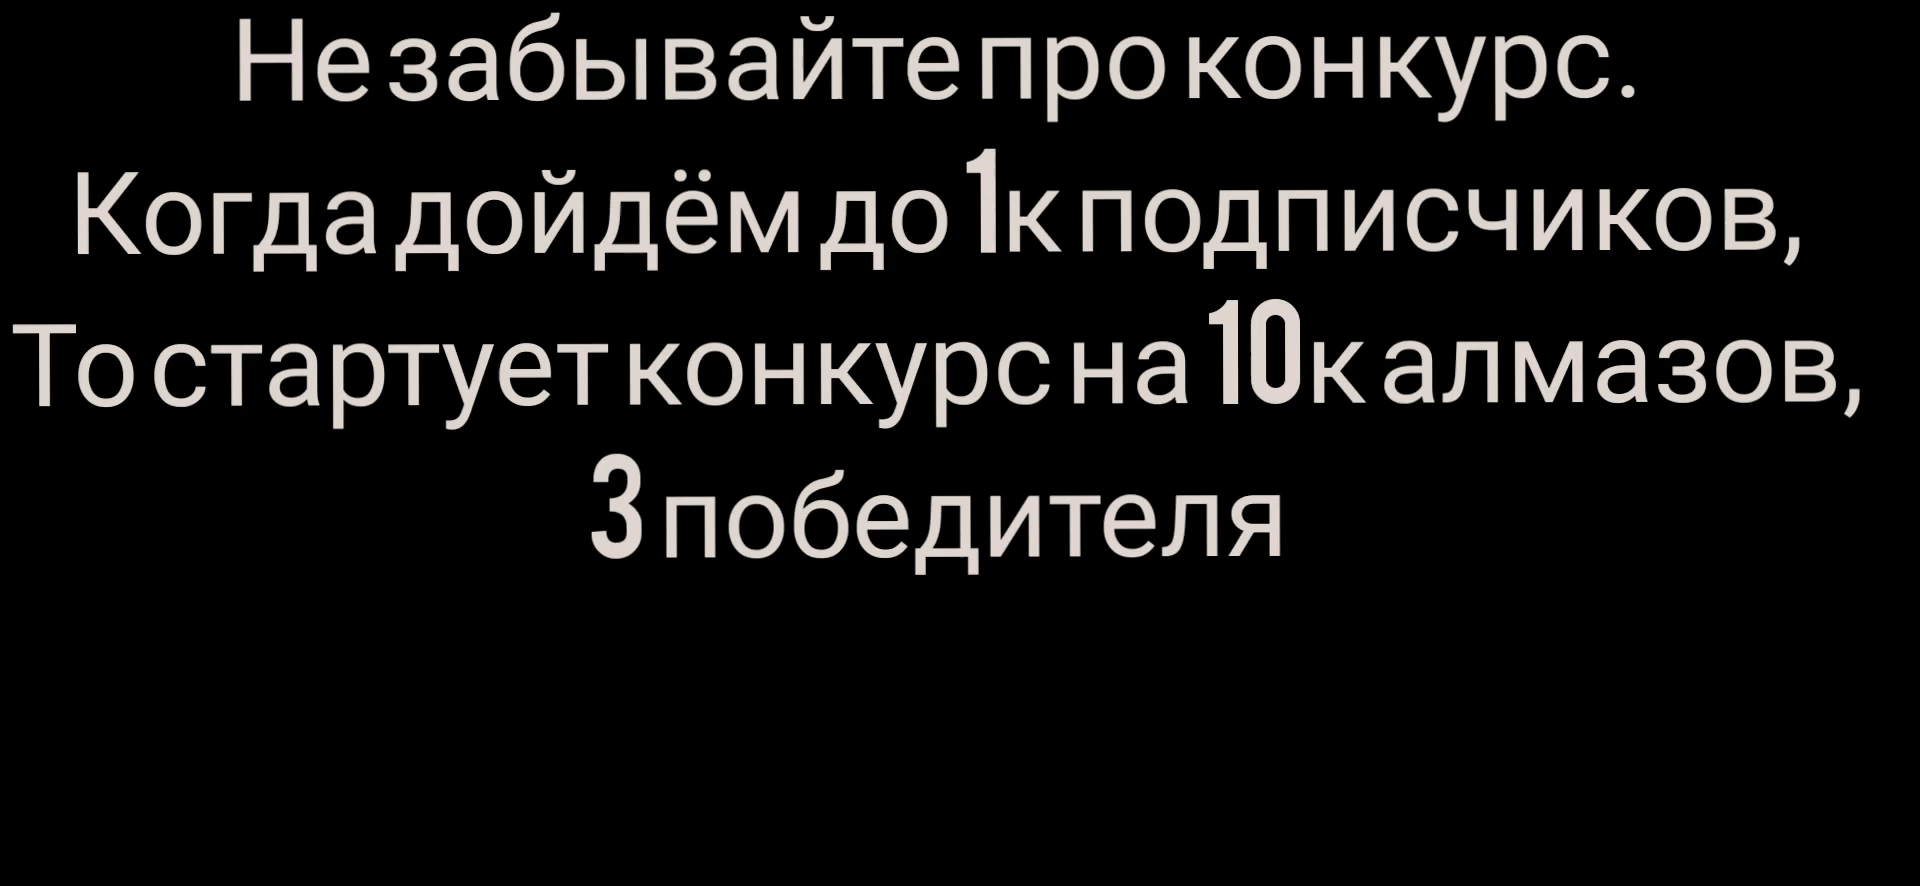 Не забывайте про конкурс.
Когда дойдём до 1к подписчиков,
То стартует конкурс на 10к алмазов,
3 победителя